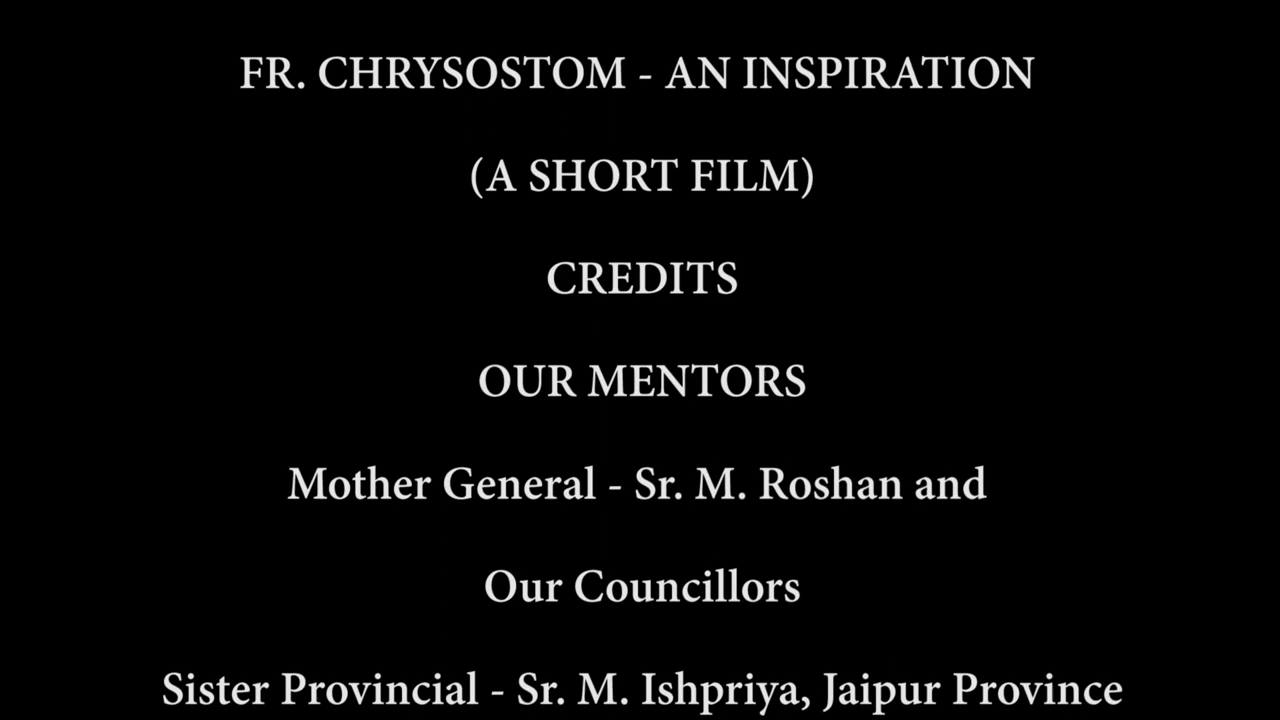 FR. CHRYSOSTOM - AN INSPIRATION
(A SHORT FILM)
CREDITS
OUR MENTORS
Mother General - Sr. M. Roshan and
Our Councillors
Sister Provincial - Sr. M. Ishpriya, Jaipur Province